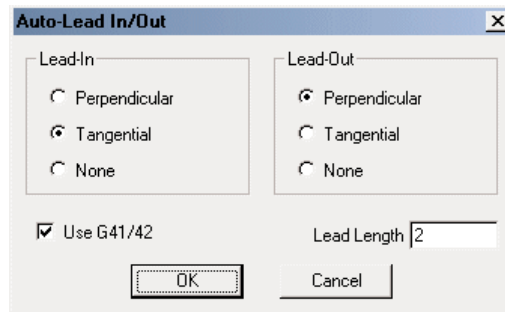 Auto-Lead In/Out
Lead-In
Perpendicular
Tangential
None
Lead-Out
Perpendicular
Tangential
None
Use G41/42
Lead Length 2
OK
Cancel